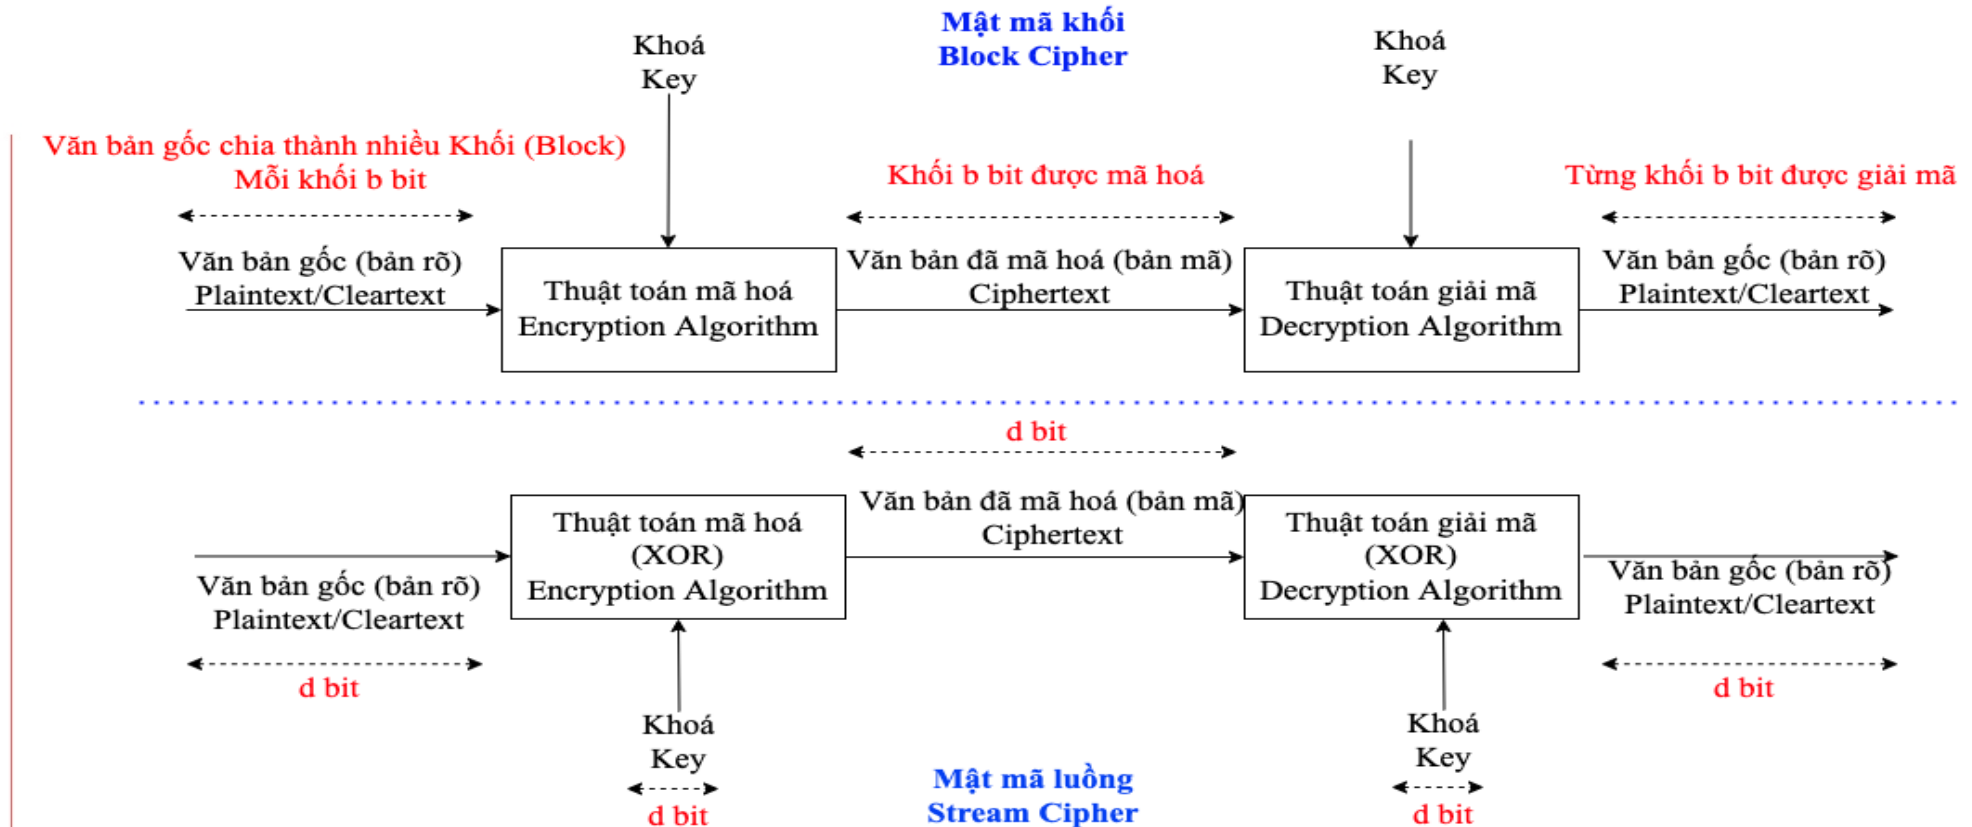 Mật mã khối
Block Cipher
Khoá
Key
Khoá
Key
Văn bản gốc chia thành nhiều Khối (Block)
Mỗi khối b bit
Khối b bit được mã hoá
Từng khối b bit được giải mã
Văn bản gốc (bản rõ)
Plaintext/Cleartext
Thuật toán mã hoá
Encryption Algorithm
Văn bản đã mã hoá (bản mã)
Ciphertext
Thuật toán giải mã
Decryption Algorithm
Văn bản gốc (bản rõ)
Plaintext/Cleartext
d bit
Văn bản gốc (bản rõ)
Plaintext/Cleartext
d bit
Thuật toán mã hoá
(XOR)
Encryption Algorithm
Văn bản đã mã hoá (bản mã)
Ciphertext
Thuật toán giải mã
(XOR)
Decryption Algorithm
Văn bản gốc (bản rõ)
Plaintext/Cleartext
d bit
Khoá
Key
d bit
Khoá
Key
d bit
Mật mã luồng
Stream Cipher